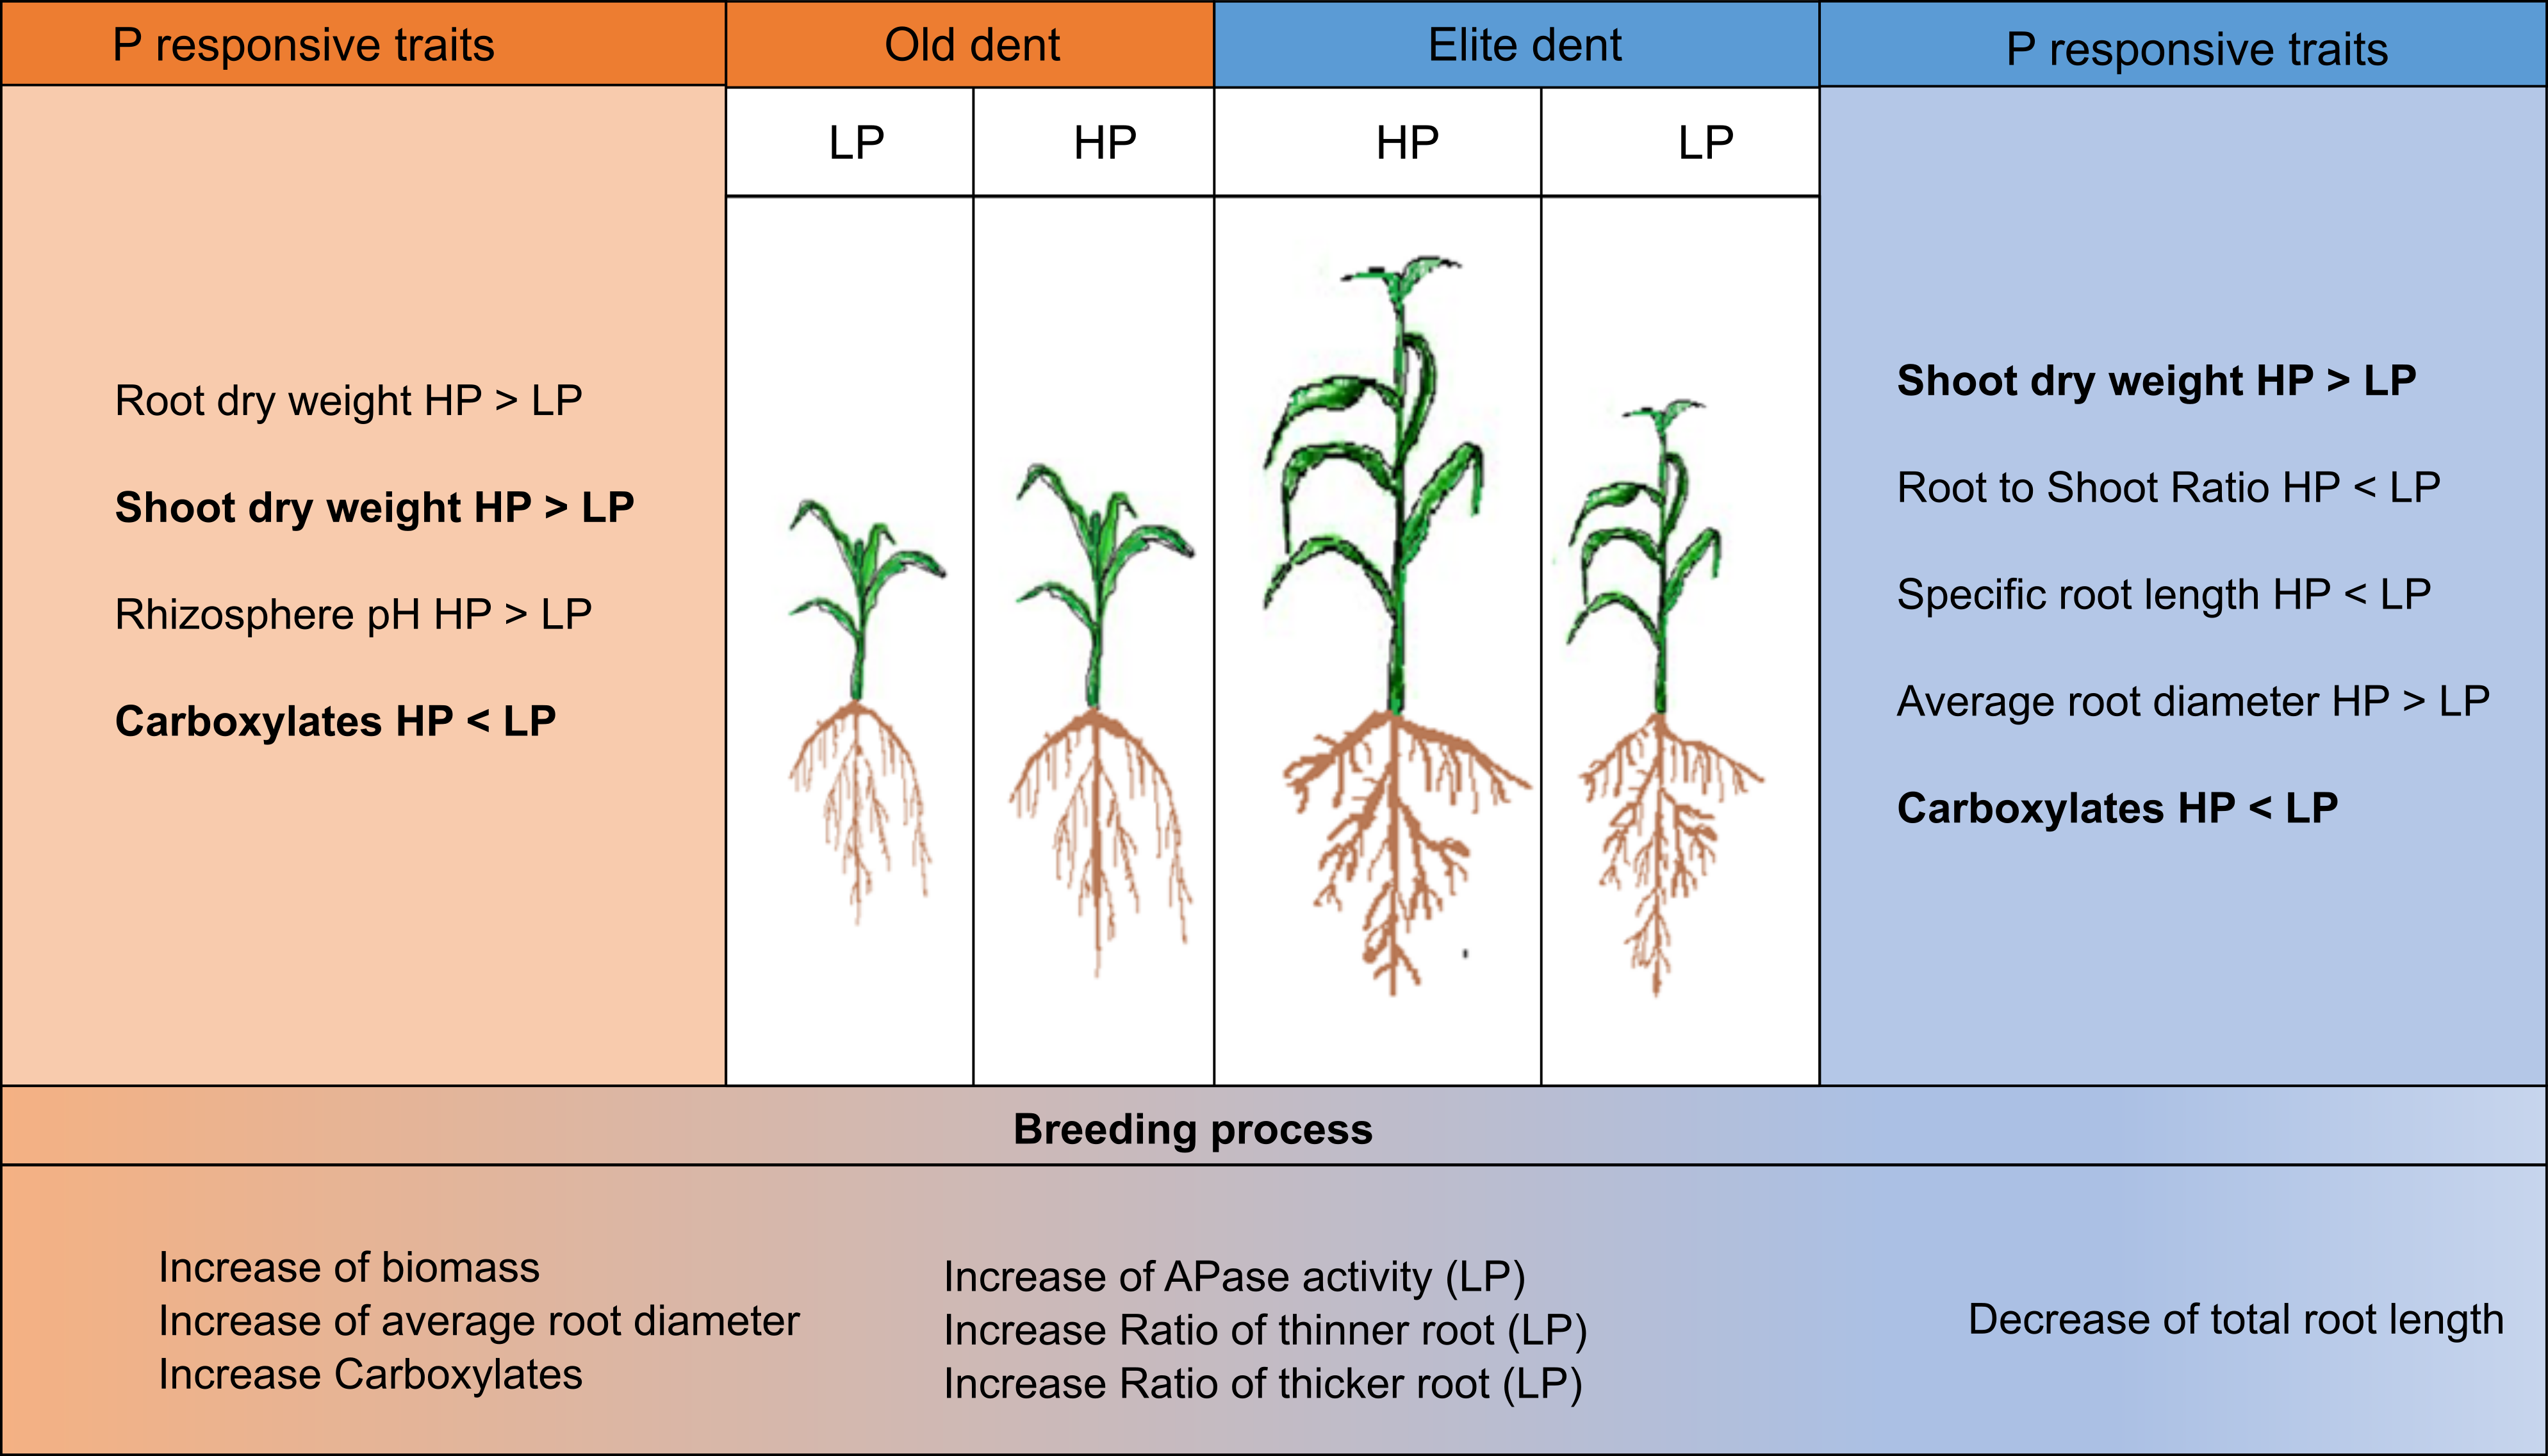 P responsive traits
Old dent
Elite dent
P responsive traits
LP
HP
HP
LP
Root dry weight HP > LP
Shoot dry weight HP > LP
Rhizosphere pH HP > LP
Carboxylates HP < LP
Shoot dry weight HP > LP
Root to Shoot Ratio HP < LP
Specific root length HP < LP
Average root diameter HP > LP
Carboxylates HP < LP
Breeding process
Increase of biomass
Increase of average root diameter
Increase Carboxylates
Increase of APase activity (LP)
Increase Ratio of thinner root (LP)
Increase Ratio of thicker root (LP)
Decrease of total root length